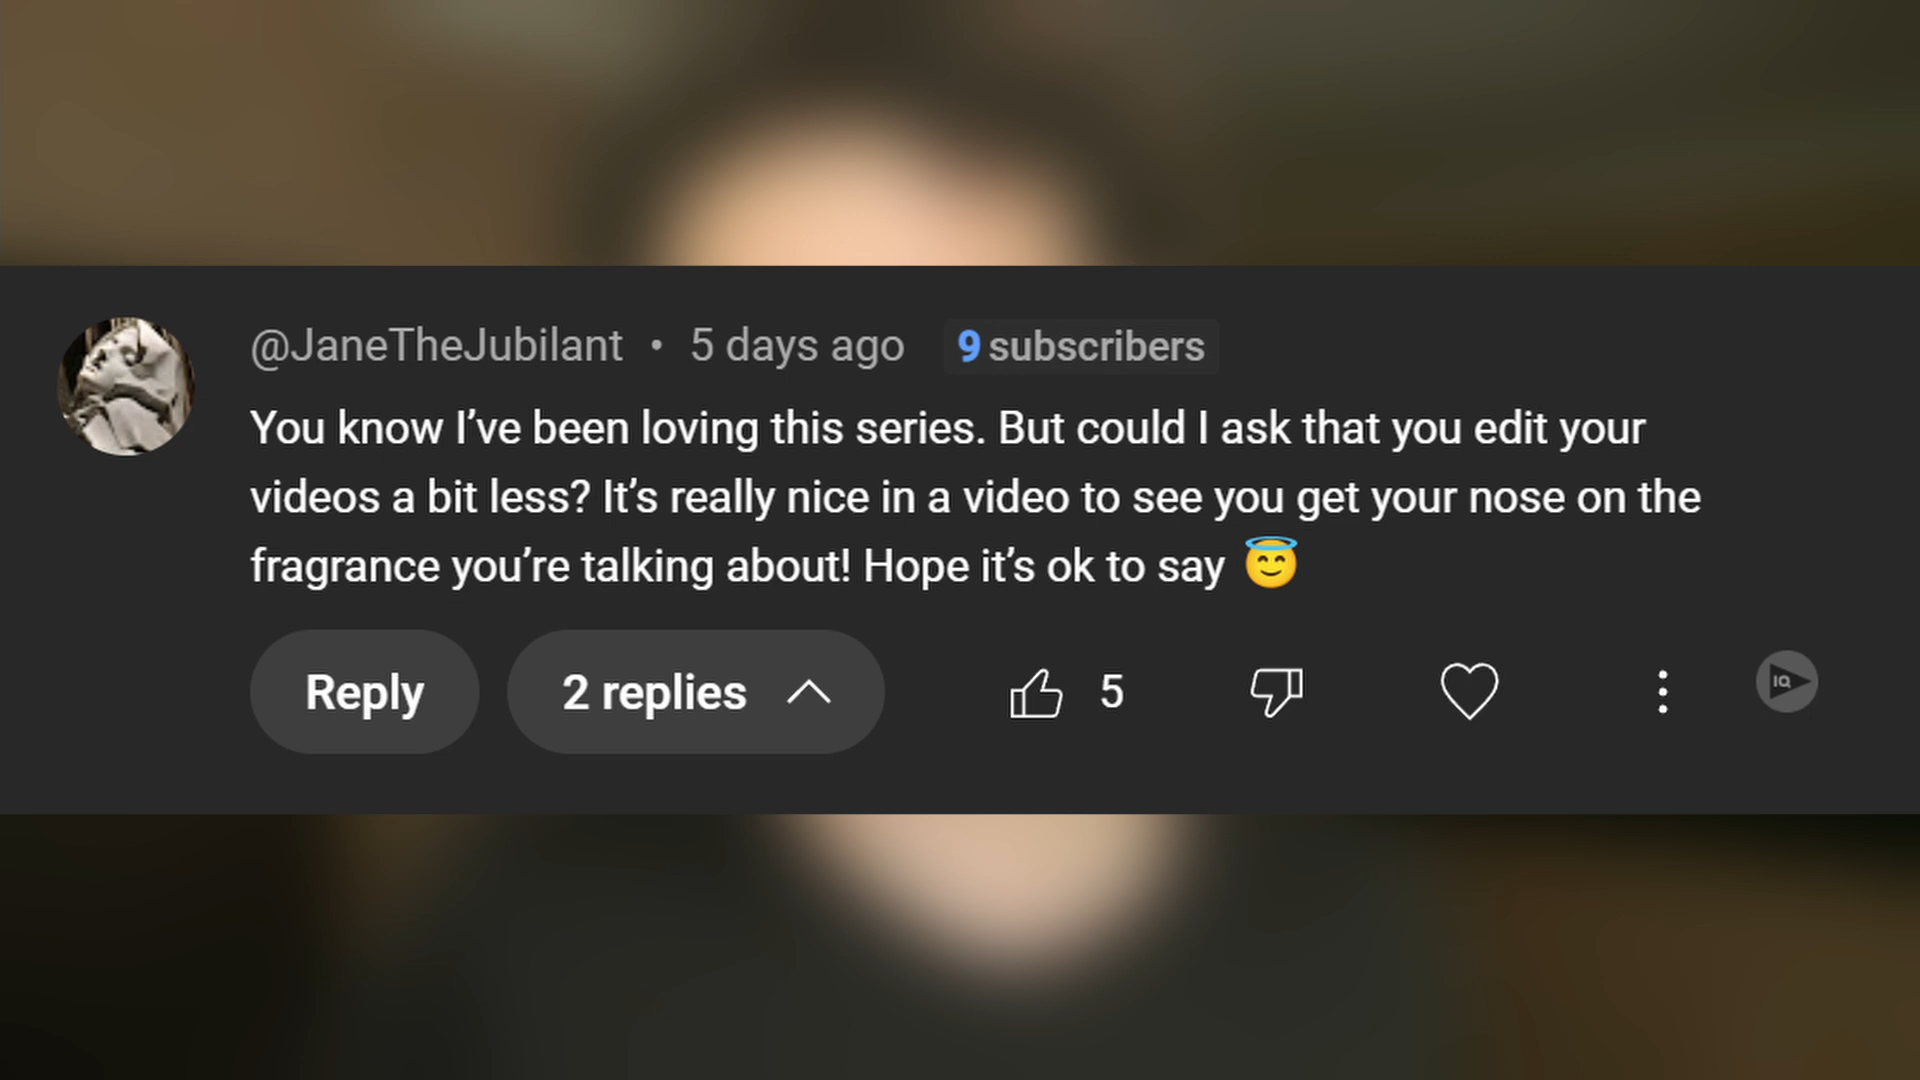 @JaneTheJubilant • 5 days ago 9 subscribers
You know I’ve been loving this series. But could I ask that you edit your
videos a bit less? It’s really nice in a video to see you get your nose on the
fragrance you’re talking about! Hope it’s ok to say 😇
Reply 2 replies 5 IQ